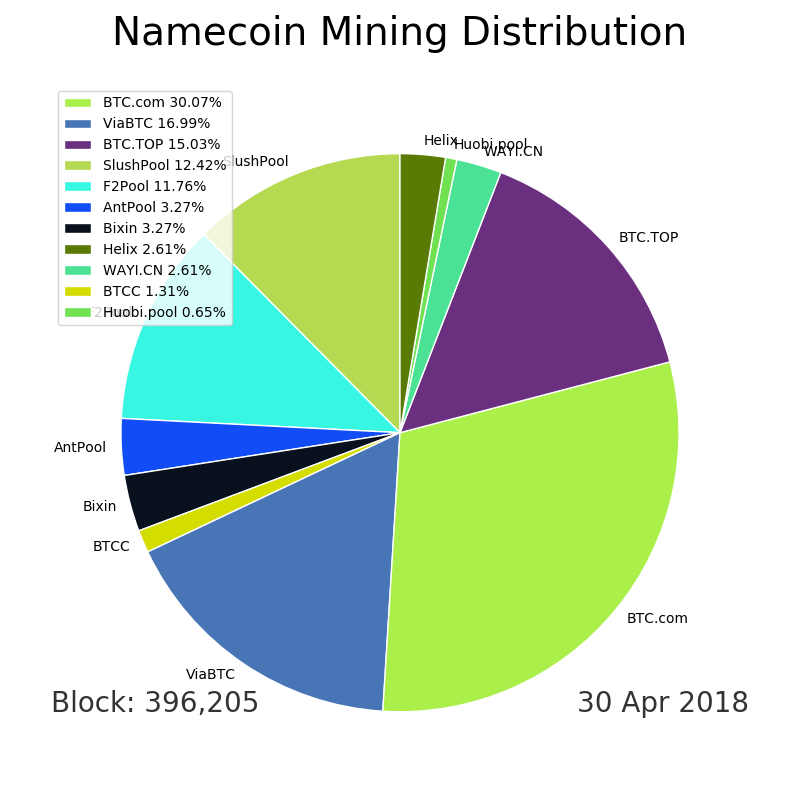 Namecoin Mining Distribution
BTC.com 30.07%
ViaBTC 16.99%
BTC.TOP 15.03%
SlushPool 12.42%
F2Pool 11.76%
AntPool 3.27%
Bixin 3.27%
Helix 2.61%
WAYI.CN 2.61%
BTCC 1.31%
Huobi.pool 0.65%
SlushPool
Helix
Huobi.pool
WAYI.CN
BTC.TOP
F2Pool
AntPool
Bixin
BTCC
BTC.com
ViaBTC
Block: 396,205
30 Apr 2018